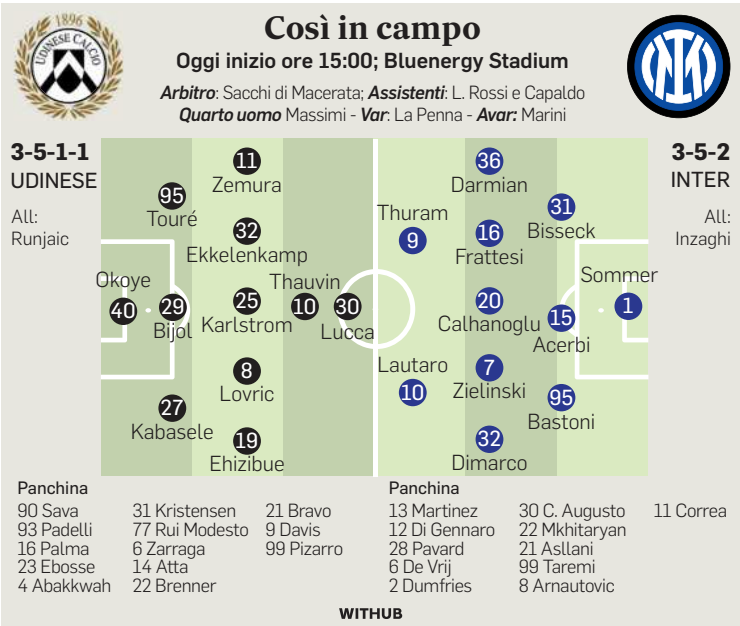 Così in campo
Oggi inizio ore 15:00; Bluenergy Stadium
Arbitro: Sacchi di Macerata; Assistenti: L. Rossi e Capaldo
Quarto uomo Massimi - Var: La Penna - Avar: Marini
1896
UDINESE CALCIO
3-5-1-1
UDINESE
All:
Runjaic
3-5-2
INTER
All:
Inzaghi
11
Zemura
95
Touré
32
Ekkelenkamp
Okoye
40
29
Bijol
25
Karlstrom
Thauvin
10
30
Lucca
8
Lovric
27
Kabasele
19
Ehizibue
36
Darmian
Thuram
9
31
Bisseck
16
Frattesi
Sommer
1
20
Calhanoglu
15
Acerbi
Lautaro
10
7
Zielinski
95
Bastoni
32
Dimarco
Panchina
90 Sava
93 Padelli
16 Palma
23 Ebosse
4 Abakkwah
31 Kristensen
77 Rui Modesto
6 Zarraga
14 Atta
22 Brenner
21 Bravo
9 Davis
99 Pizarro
Panchina
13 Martinez
12 Di Gennaro
28 Pavard
6 De Vrij
2 Dumfries
30 C. Augusto
22 Mkhitaryan
21 Asllani
99 Taremi
8 Arnautovic
11 Correa
WITHUB